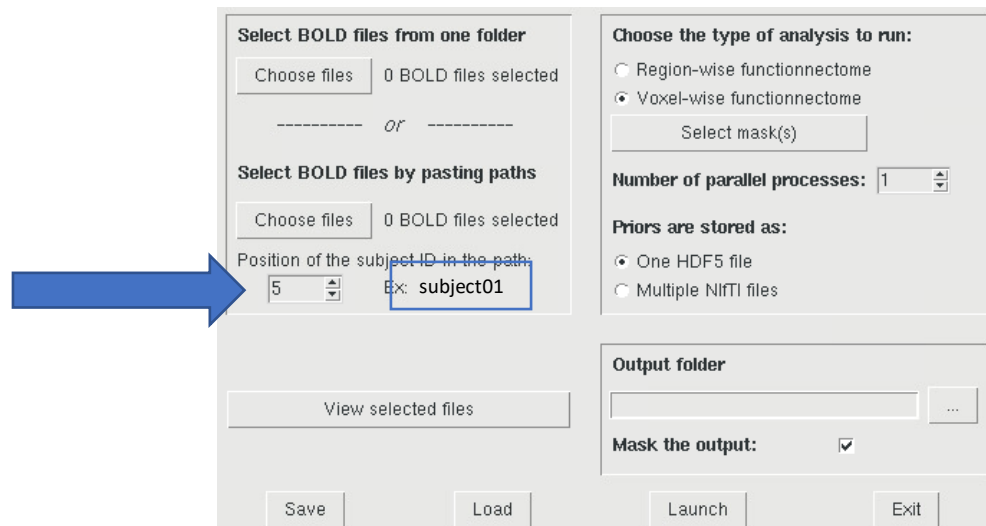 Select BOLD files from one folder
Choose files 0 BOLD files selected
---------- or ----------
Select BOLD files by pasting paths
Choose files 0 BOLD files selected
Position of the subject ID in the path:
5 Ex: subject01
View selected files
Choose the type of analysis to run:
Region-wise functionnectome
Voxel-wise functionnectome
Select mask(s)
Number of parallel processes: 1
Priors are stored as:
One HDF5 file
Multiple NIfTI files
Output folder
...
Mask the output:
Save Load Launch Exit